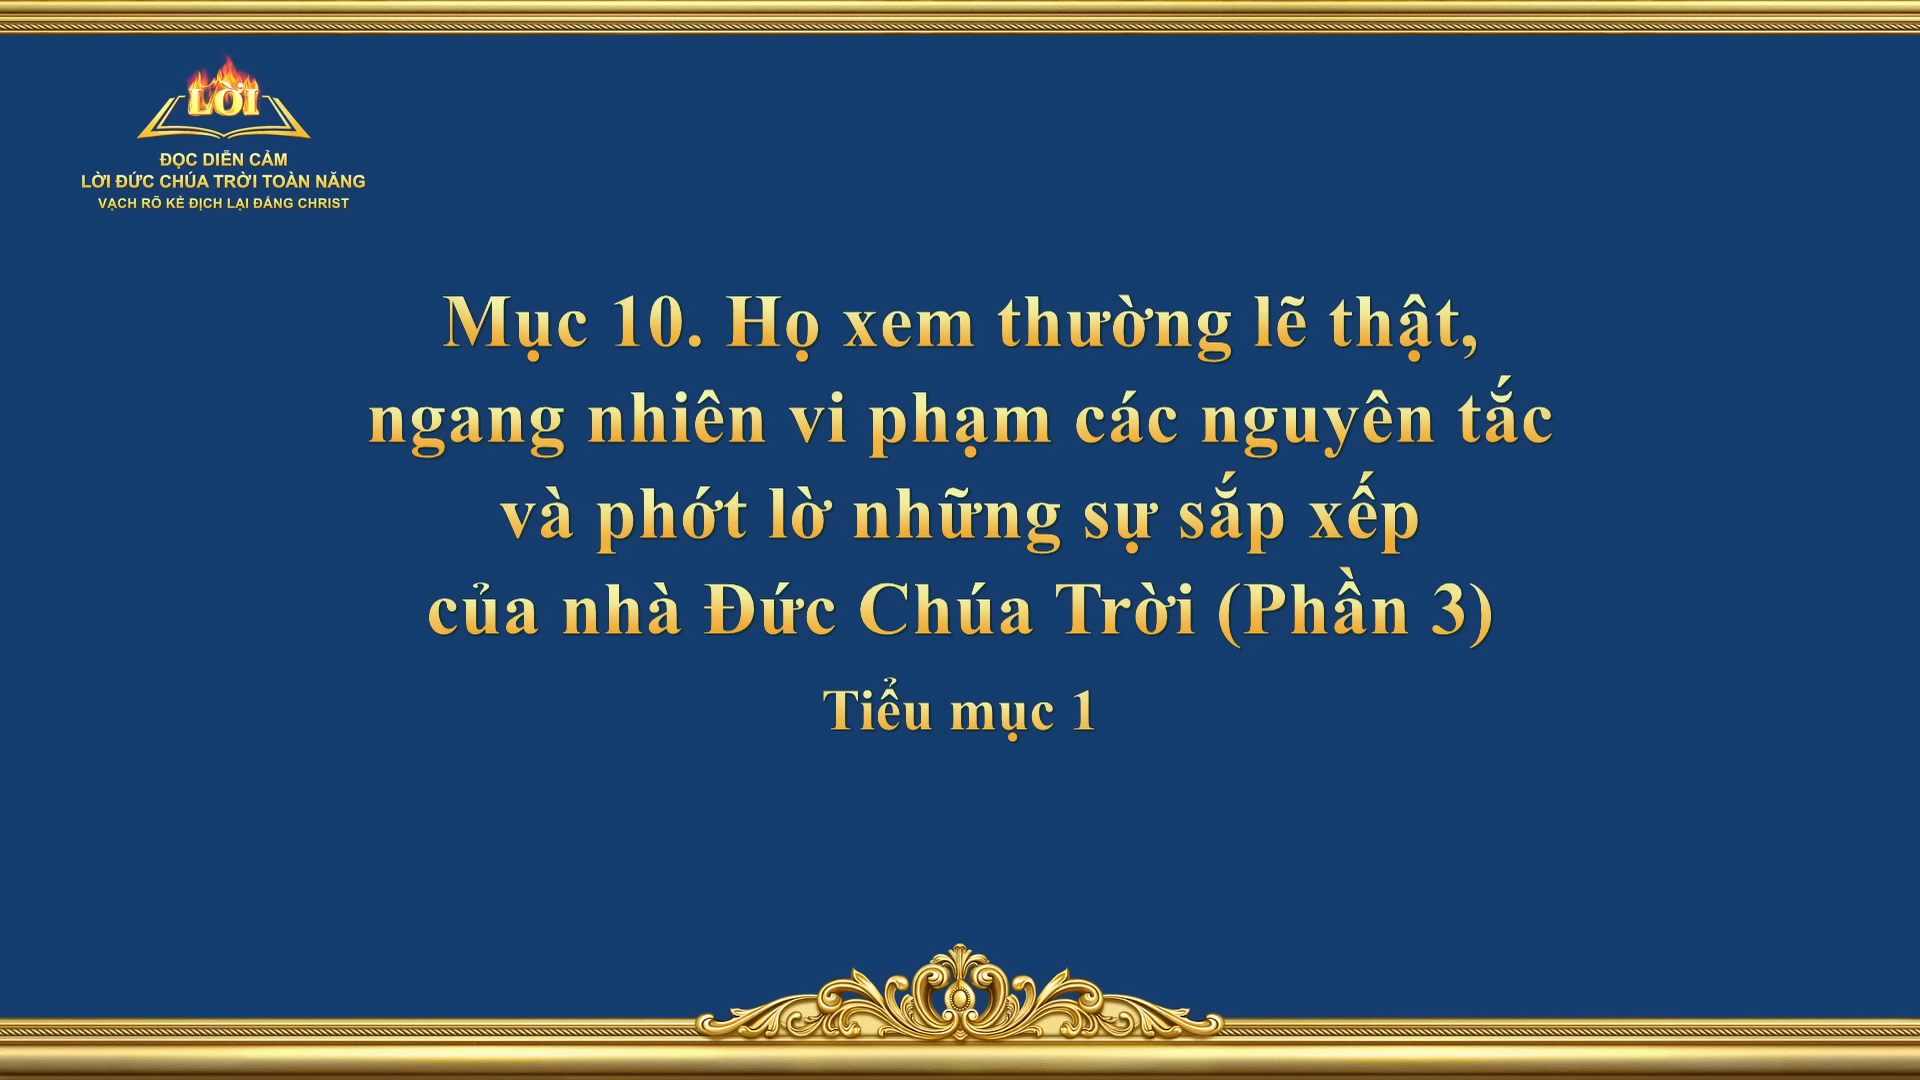 LỜI
ĐỌC DIỄN CẢM
LỜI ĐỨC CHÚA TRỜI TOÀN NĂNG
VẠCH RÕ KẺ ĐỊCH LẠI ĐẤNG CHRIST
Mục 10. Họ xem thường lẽ thật,
ngang nhiên vi phạm các nguyên tắc
và phớt lờ những sự sắp xếp
của nhà Đức Chúa Trời (Phần 3)
Tiểu mục 1